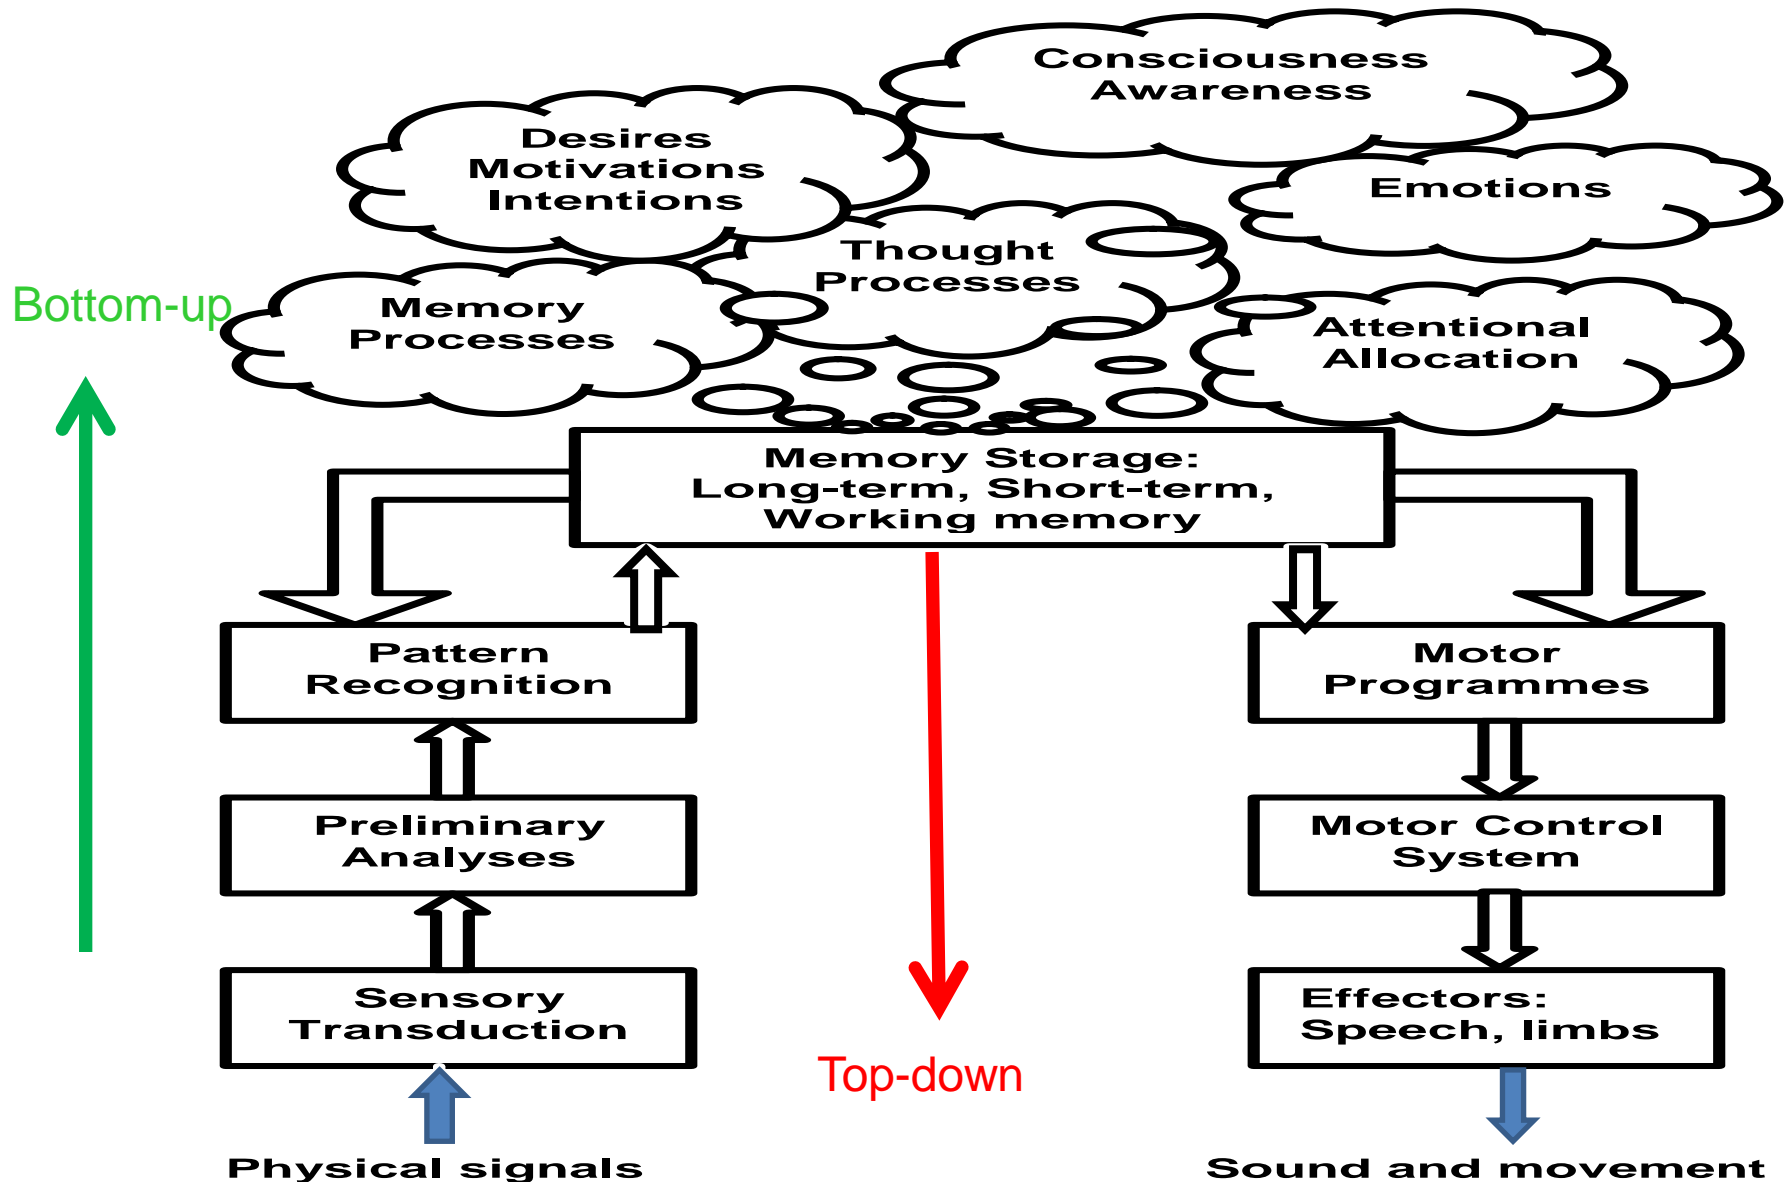 Consciousness
Awareness
Desires
Motivations
Intentions
Emotions
Thought
Processes
Bottom-up
Memory
Processes
Attentional
Allocation
Memory Storage:
Long-term, Short-term,
Working memory
Pattern
Recognition
Motor
Programmes
Preliminary
Analyses
Motor Control
System
Sensory
Transduction
Effectors:
Speech, limbs
Top-down
Physical signals
Sound and movement